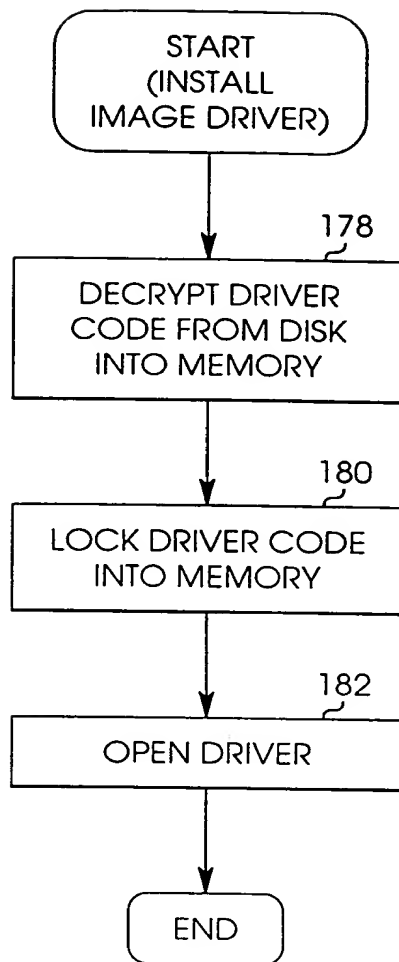 START
(INSTALL
IMAGE DRIVER)
178
DECRYPT DRIVER
CODE FROM DISK
INTO MEMORY
180
LOCK DRIVER CODE
INTO MEMORY
182
OPEN DRIVER
END